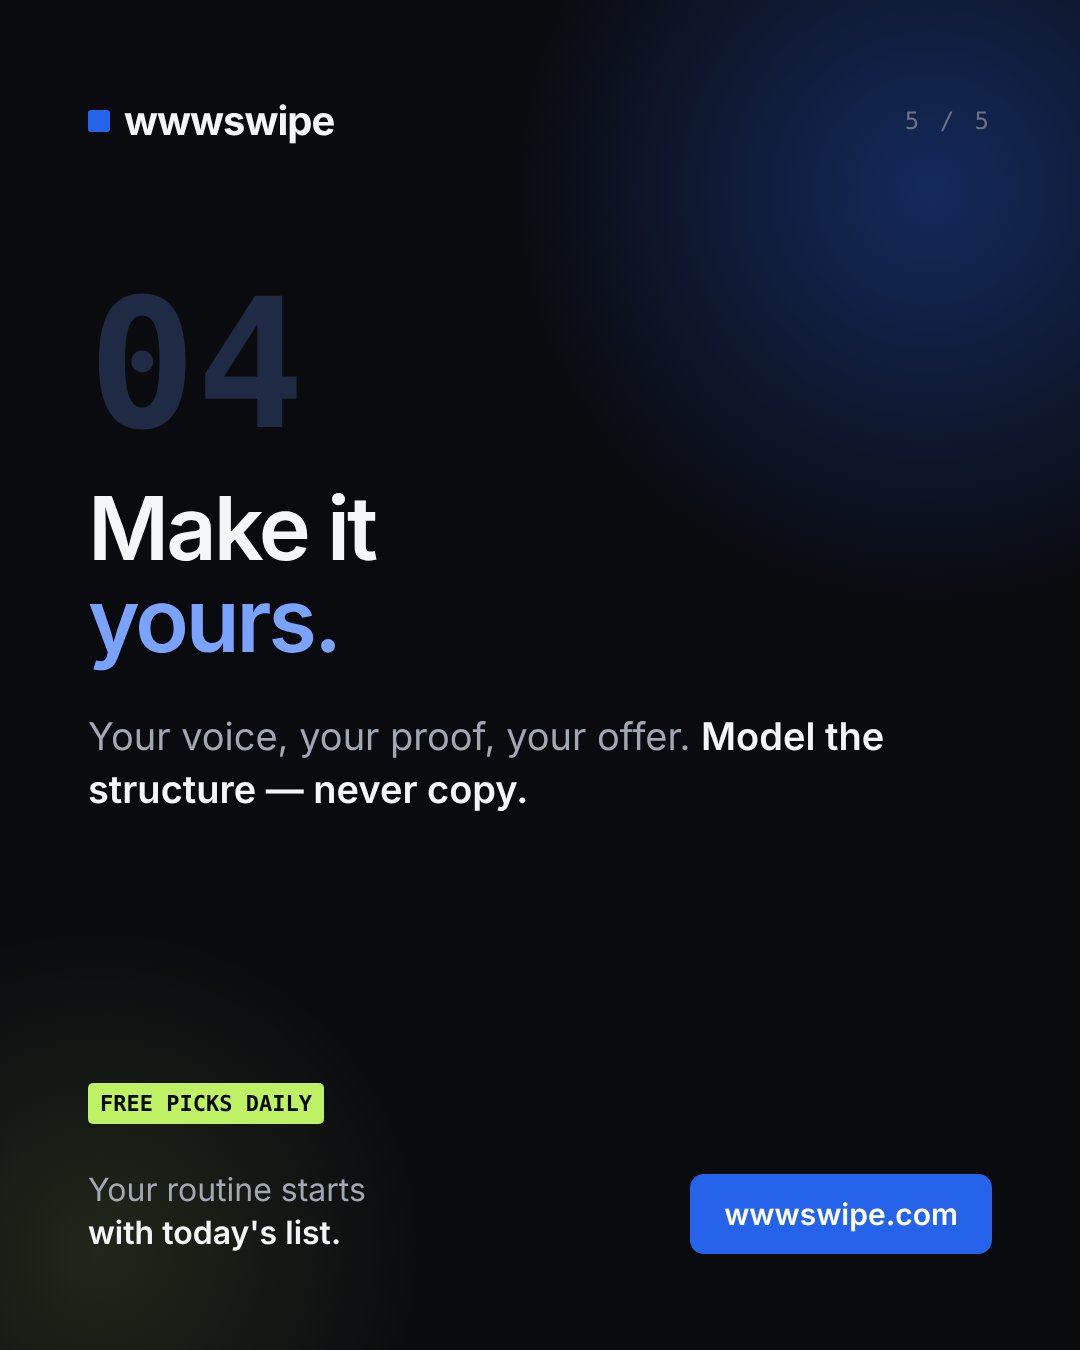 wwwswipe
5 / 5
04
Make it
yours.
Your voice, your proof, your offer. Model the
structure — never copy.
FREE PICKS DAILY
Your routine starts
with today's list.
wwwswipe.com